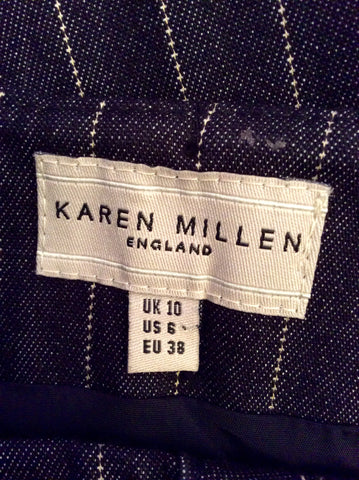 KAREN MILLEN
ENGLAND
UK 10
US 6
EU 38